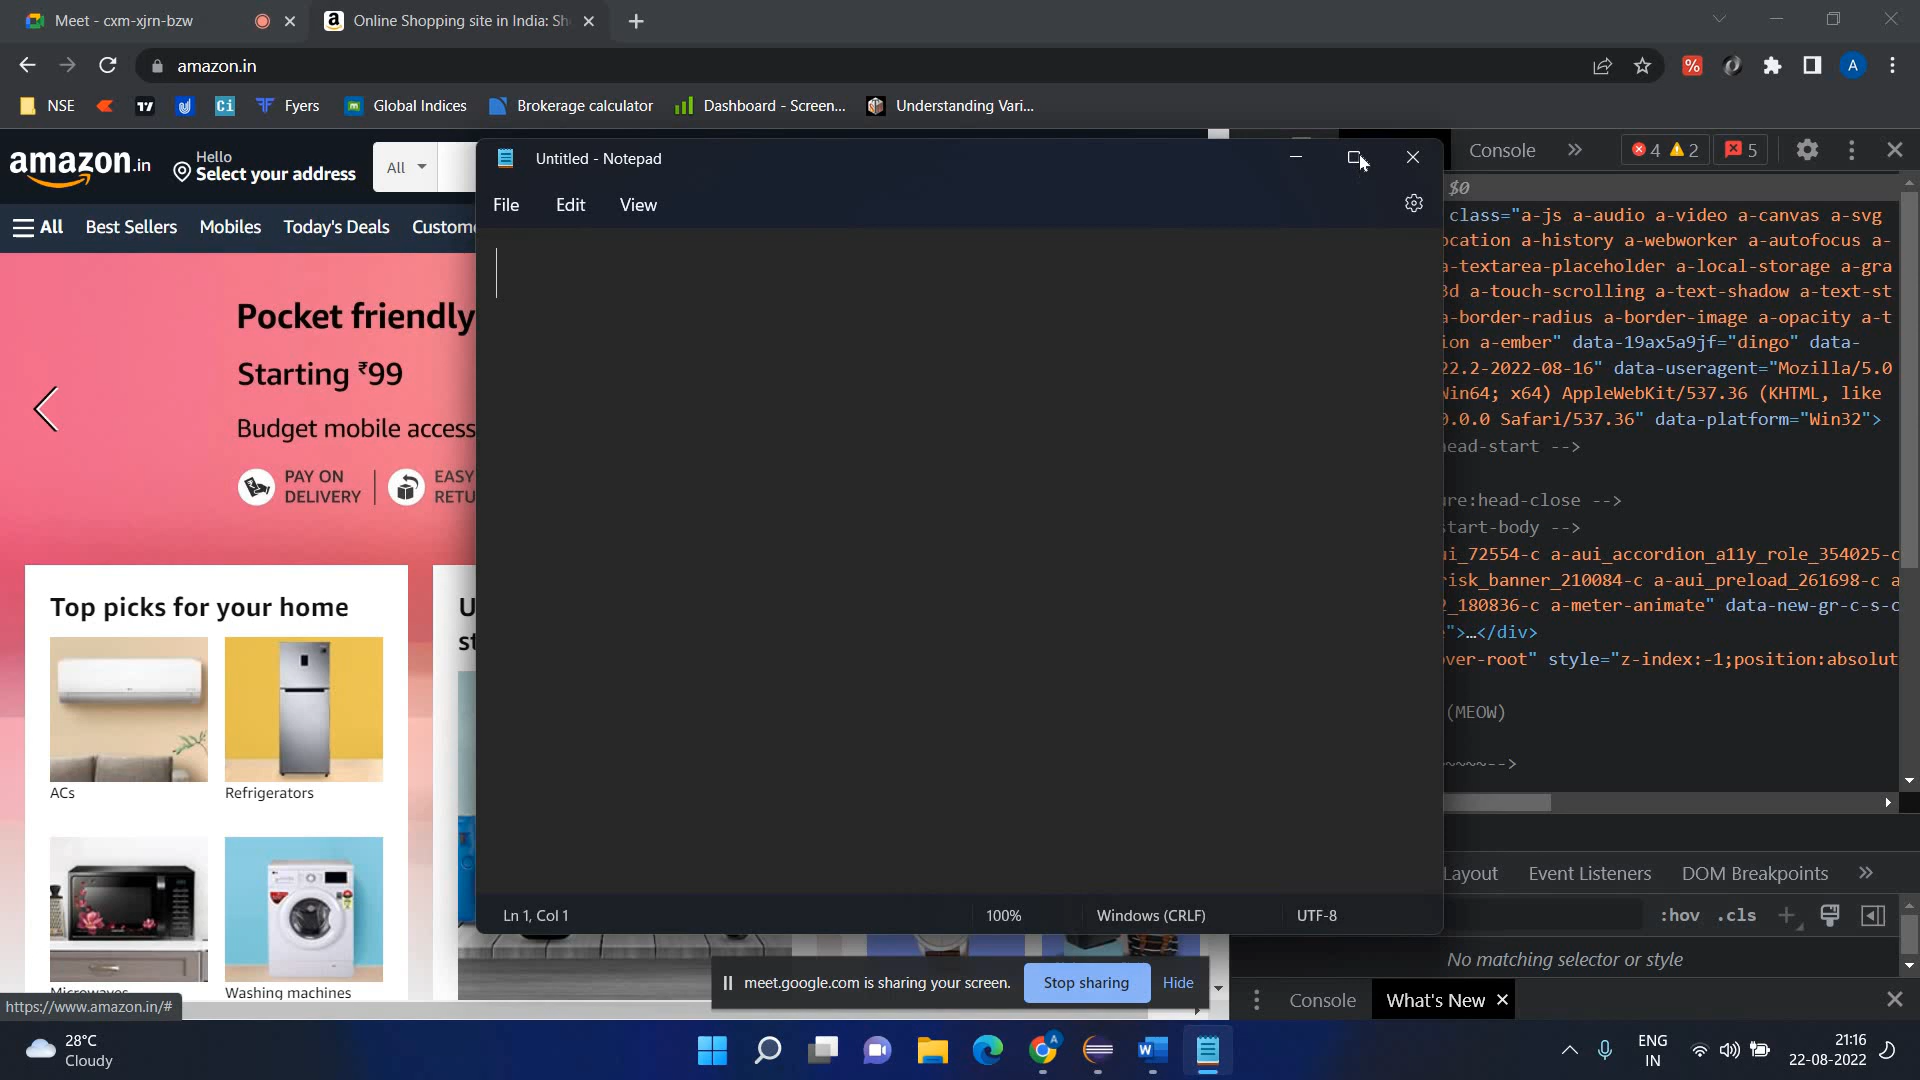 Meet - cxm-xjrn-bzw
Online Shopping site in India: Sh
amazon.in
NSE
Ci
Fyers
Global Indices
Brokerage calculator
Dashboard - Screen...
Understanding Vari...
A
amazon.in
Hello
Select your address
All
All
Best Sellers
Mobiles
Today's Deals
Custom
Pocket friendly
Starting ₹99
Budget mobile access
PAY ON
DELIVERY
EASY
RETU
Top picks for your home
ACs
Refrigerators
Microwaves
Washing machines
U
st
https://www.amazon.in/#
Untitled - Notepad
File
Edit
View
Ln 1, Col 1
100%
Windows (CRLF)
UTF-8
Console
4
2
5
$0
class="a-js a-audio a-video a-canvas a-svg
ocation a-history a-webworker a-autofocus a-
a-textarea-placeholder a-local-storage a-gra
3d a-touch-scrolling a-text-shadow a-text-st
a-border-radius a-border-image a-opacity a-t
ion a-ember" data-19ax5a9jf="dingo" data-
22.2-2022-08-16" data-useragent="Mozilla/5.0
Win64; x64) AppleWebKit/537.36 (KHTML, like
0.0.0 Safari/537.36" data-platform="Win32">
ead-start -->
ure:head-close -->
start-body -->
ui_72554-c a-aui_accordion_a11y_role_354025-c
risk_banner_210084-c a-aui_preload_261698-c a
2_180836-c a-meter-animate" data-new-gr-c-s-c
">…</div>
over-root" style="z-index:-1;position:absolut
(MEOW)
~~~~~-->
Layout
Event Listeners
DOM Breakpoints
:hov
.cls
No matching selector or style
Console
What's New
meet.google.com is sharing your screen.
Stop sharing
Hide
28°C
Cloudy
ENG
IN
21:16
22-08-2022